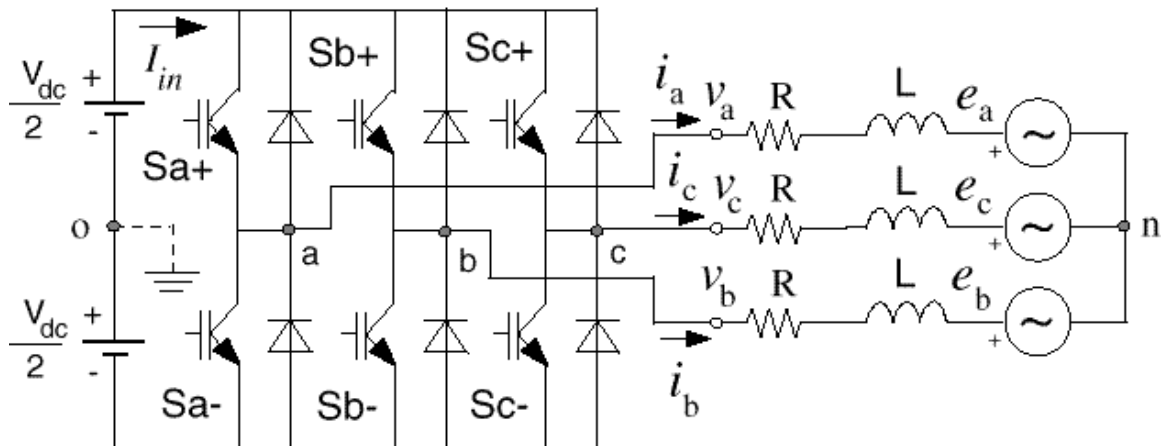 V_dc/2
+
-
I_in
Sa+
Sb+
Sc+
i_a
v_a
R
L
e_a
+
~
o
a
b
c
i_c
v_c
R
L
e_c
+
~
n
V_dc/2
+
-
Sa-
Sb-
Sc-
v_b
R
L
e_b
+
~
i_b